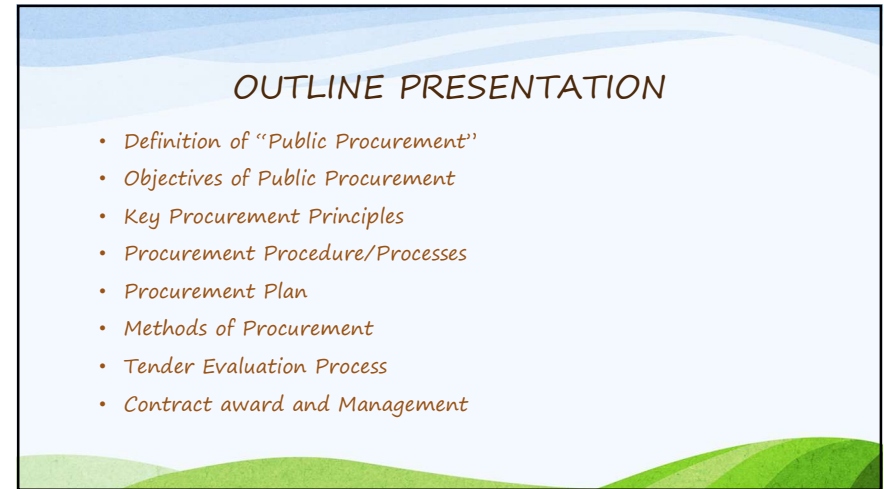 OUTLINE PRESENTATION
• Definition of “Public Procurement”
• Objectives of Public Procurement
• Key Procurement Principles
• Procurement Procedure/Processes
• Procurement Plan
• Methods of Procurement
• Tender Evaluation Process
• Contract award and Management